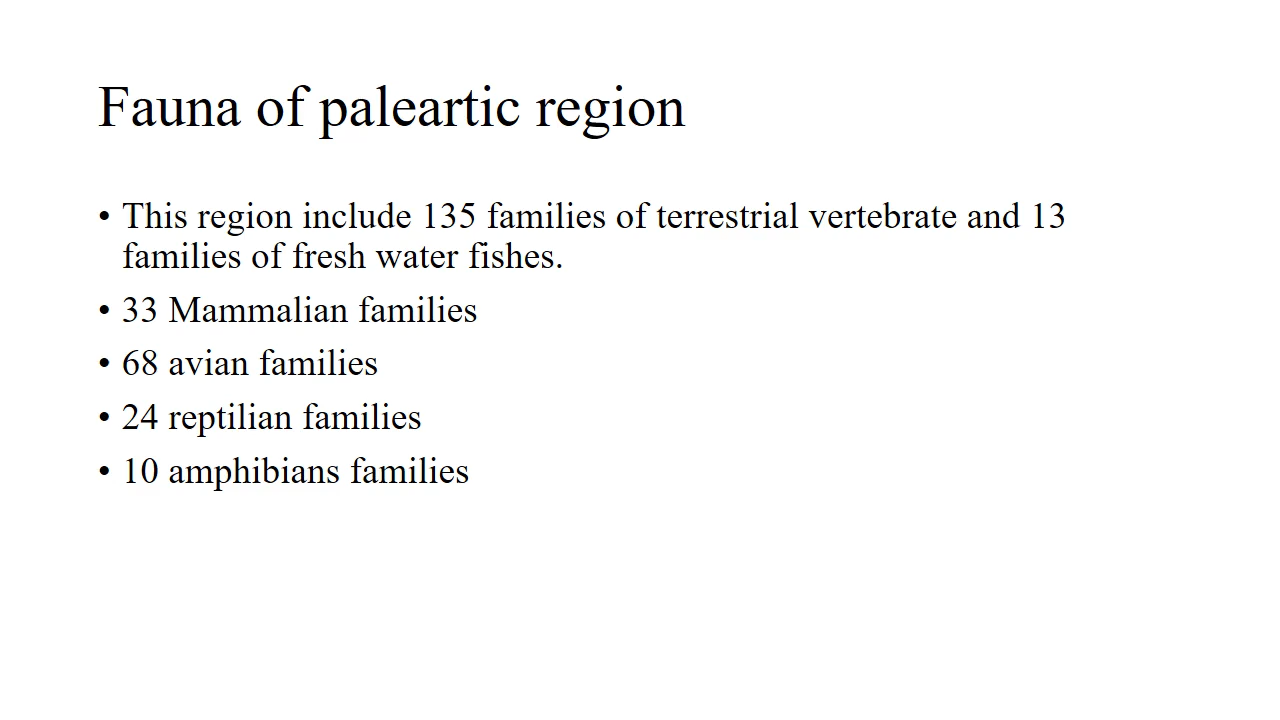 Fauna of paleartic region
• This region include 135 families of terrestrial vertebrate and 13
families of fresh water fishes.
• 33 Mammalian families
• 68 avian families
• 24 reptilian families
• 10 amphibians families